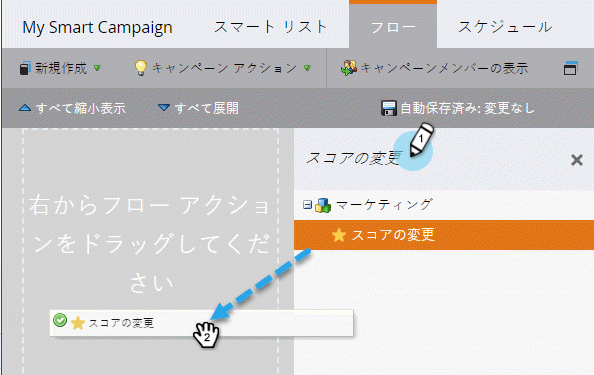 My Smart Campaign スマート リスト フロー スケジュール
新規作成 キャンペーン アクション キャンペーンメンバーの表示
すべて縮小表示 すべて展開 自動保存済み: 変更なし
スコアの変更
1
マーケティング
スコアの変更
右からフロー アクショ
ンをドラッグしてくだ
さい
スコアの変更
2